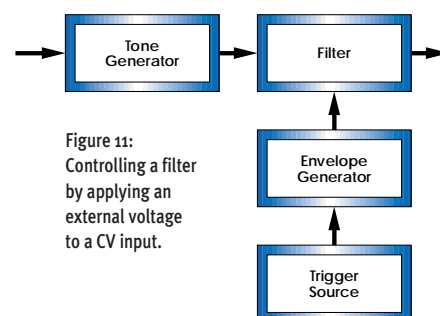 Tone
Generator
Filter
Figure 11:
Controlling a filter
by applying an
external voltage
to a CV input.
Envelope
Generator
Trigger
Source